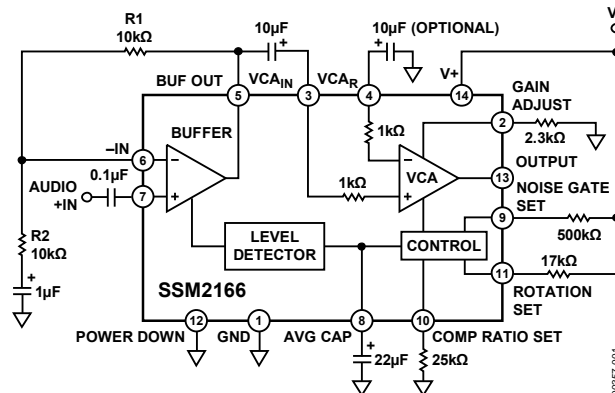 R1
10kΩ
10µF
+
10µF (OPTIONAL)
+
V
BUF OUT
VCAIN
VCAR
V+
5
3
4
14
GAIN
ADJUST
2
2.3kΩ
1kΩ
BUFFER
–IN
6
–
–
OUTPUT
VCA
13
0.1µF
1kΩ
+
AUDIO
+IN
7
+
NOISE GATE
SET
9
500kΩ
R2
10kΩ
LEVEL
DETECTOR
CONTROL
17kΩ
11
ROTATION
SET
+
1µF
SSM2166
12
1
8
10
POWER DOWN
GND
AVG CAP
COMP RATIO SET
+
22µF
25kΩ